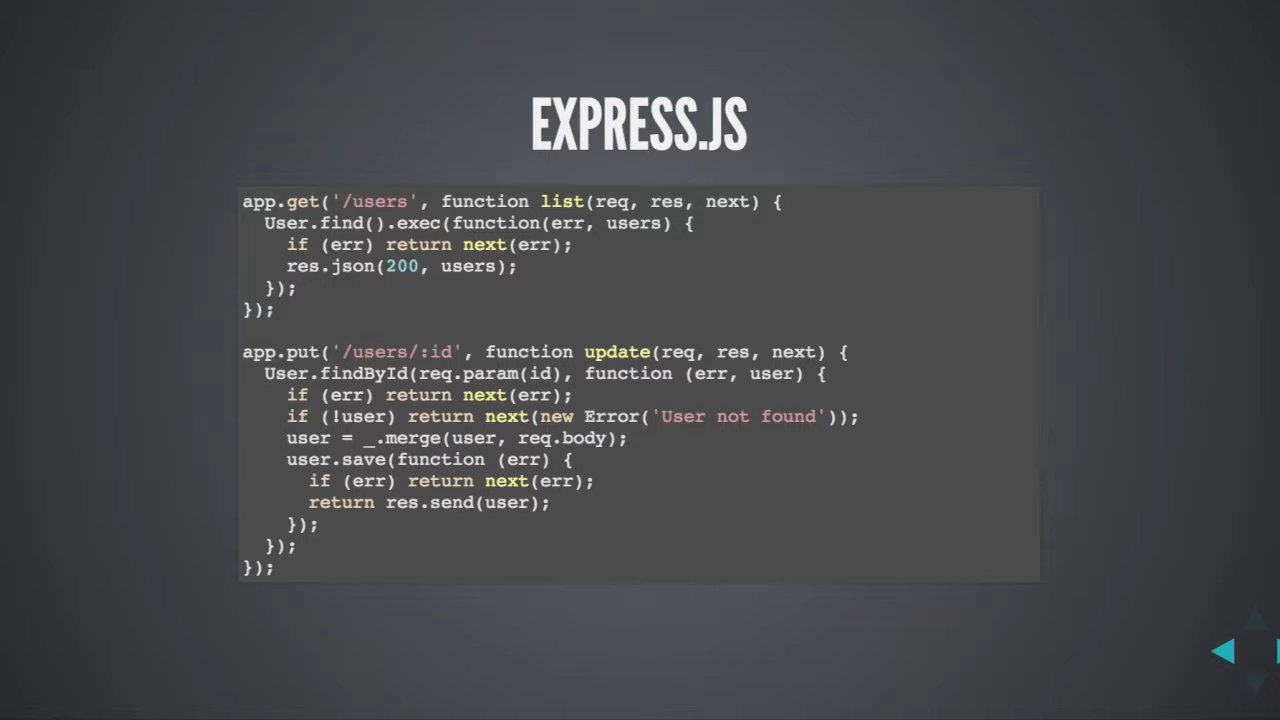 EXPRESS.JS
app.get('/users', function list(req, res, next) {
  User.find().exec(function(err, users) {
    if (err) return next(err);
    res.json(200, users);
  });
});

app.put('/users/:id', function update(req, res, next) {
  User.findById(req.param(id), function (err, user) {
    if (err) return next(err);
    if (!user) return next(new Error('User not found'));
    user = _.merge(user, req.body);
    user.save(function (err) {
      if (err) return next(err);
      return res.send(user);
    });
  });
});